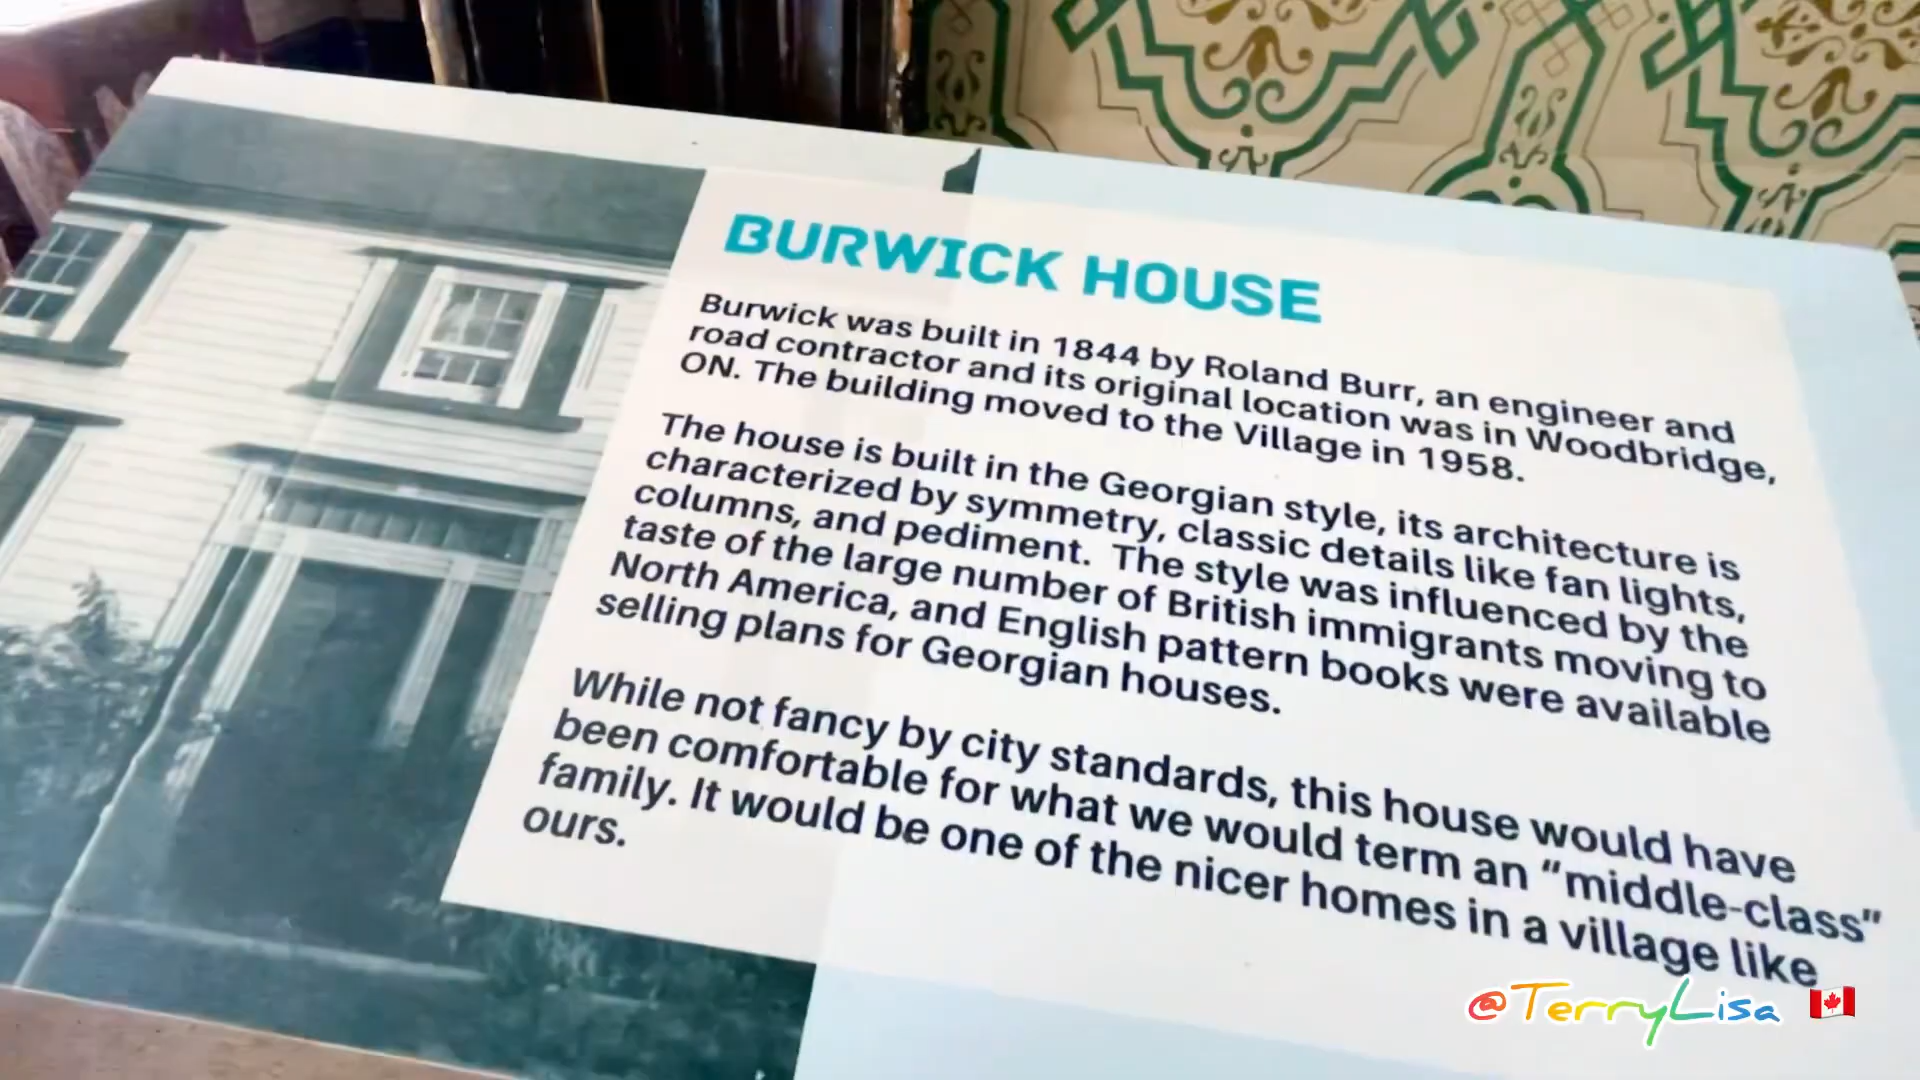 BURWICK HOUSE
Burwick was built in 1844 by Roland Burr, an engineer and
road contractor and its original location was in Woodbridge,
ON. The building moved to the Village in 1958.
The house is built in the Georgian style, its architecture is
characterized by symmetry, classic details like fan lights,
columns, and pediment. The style was influenced by the
taste of the large number of British immigrants moving to
North America, and English pattern books were available
selling plans for Georgian houses.
While not fancy by city standards, this house would have
been comfortable for what we would term an “middle-class”
family. It would be one of the nicer homes in a village like
ours.
@TerryLisa